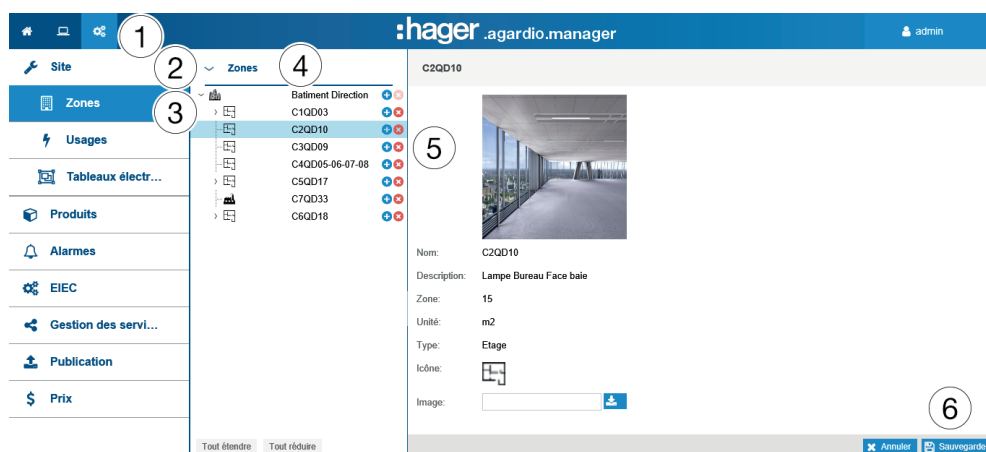 1
:hager .agardio.manager
admin
Site
2
Zones
4
C2QD10
Zones
3
Batiment Direction
C1QD03
C2QD10
5
Usages
C3QD09
C4QD05-06-07-08
Tableaux électr...
C5QD17
C7QD33
Produits
C6QD18
Alarmes
Nom: C2QD10
Description: Lampe Bureau Face baie
EIEC
Zone: 15
Gestion des servi...
Unité: m2
Type: Etage
Publication
Icône:
Prix
Image:
6
Tout étendre Tout réduire
Annuler Sauvegarde